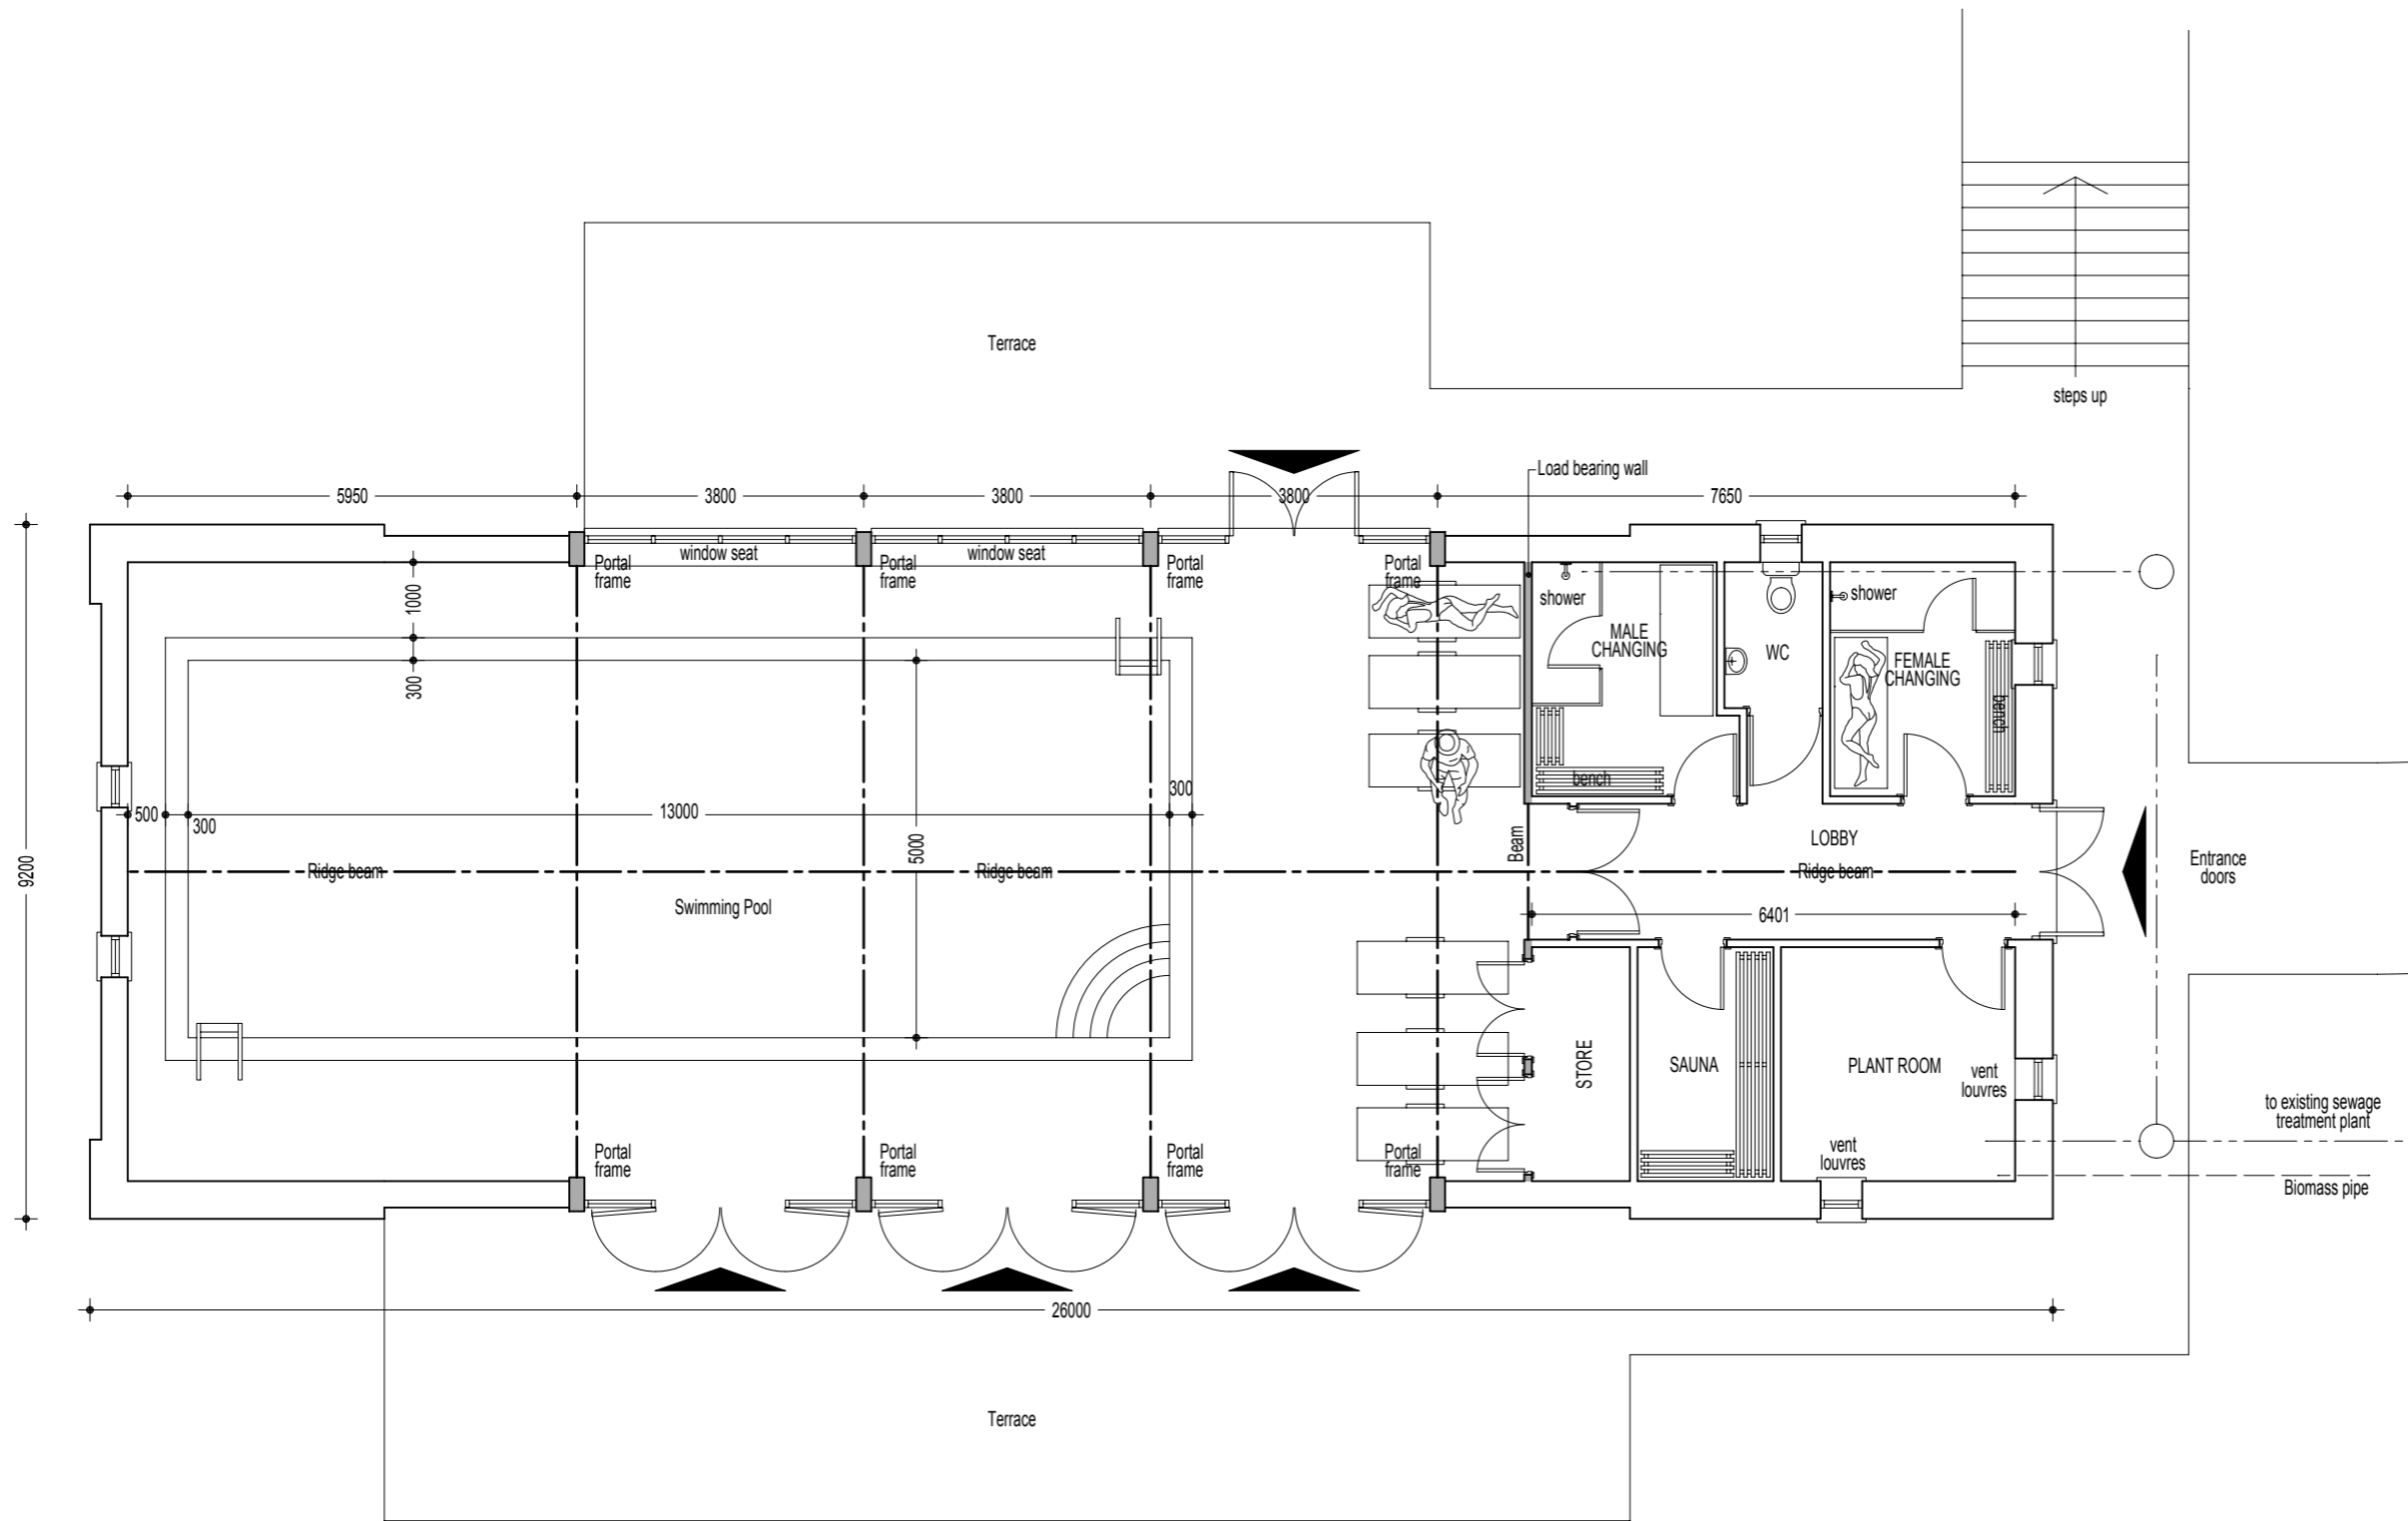 Terrace
steps up
Load bearing wall
5950
3800
3800
3800
7650
9200
window seat
window seat
Portal
frame
Portal
frame
Portal
frame
Portal
frame
1000
300
shower
MALE
CHANGING
bench
WC
shower
FEMALE
CHANGING
bench
500
300
13000
300
5000
Ridge beam
Ridge beam
Beam
LOBBY
Ridge beam
6401
Entrance
doors
Swimming Pool
STORE
SAUNA
PLANT ROOM
vent
louvres
vent
louvres
to existing sewage
treatment plant
Biomass pipe
Portal
frame
Portal
frame
Portal
frame
Portal
frame
26000
Terrace